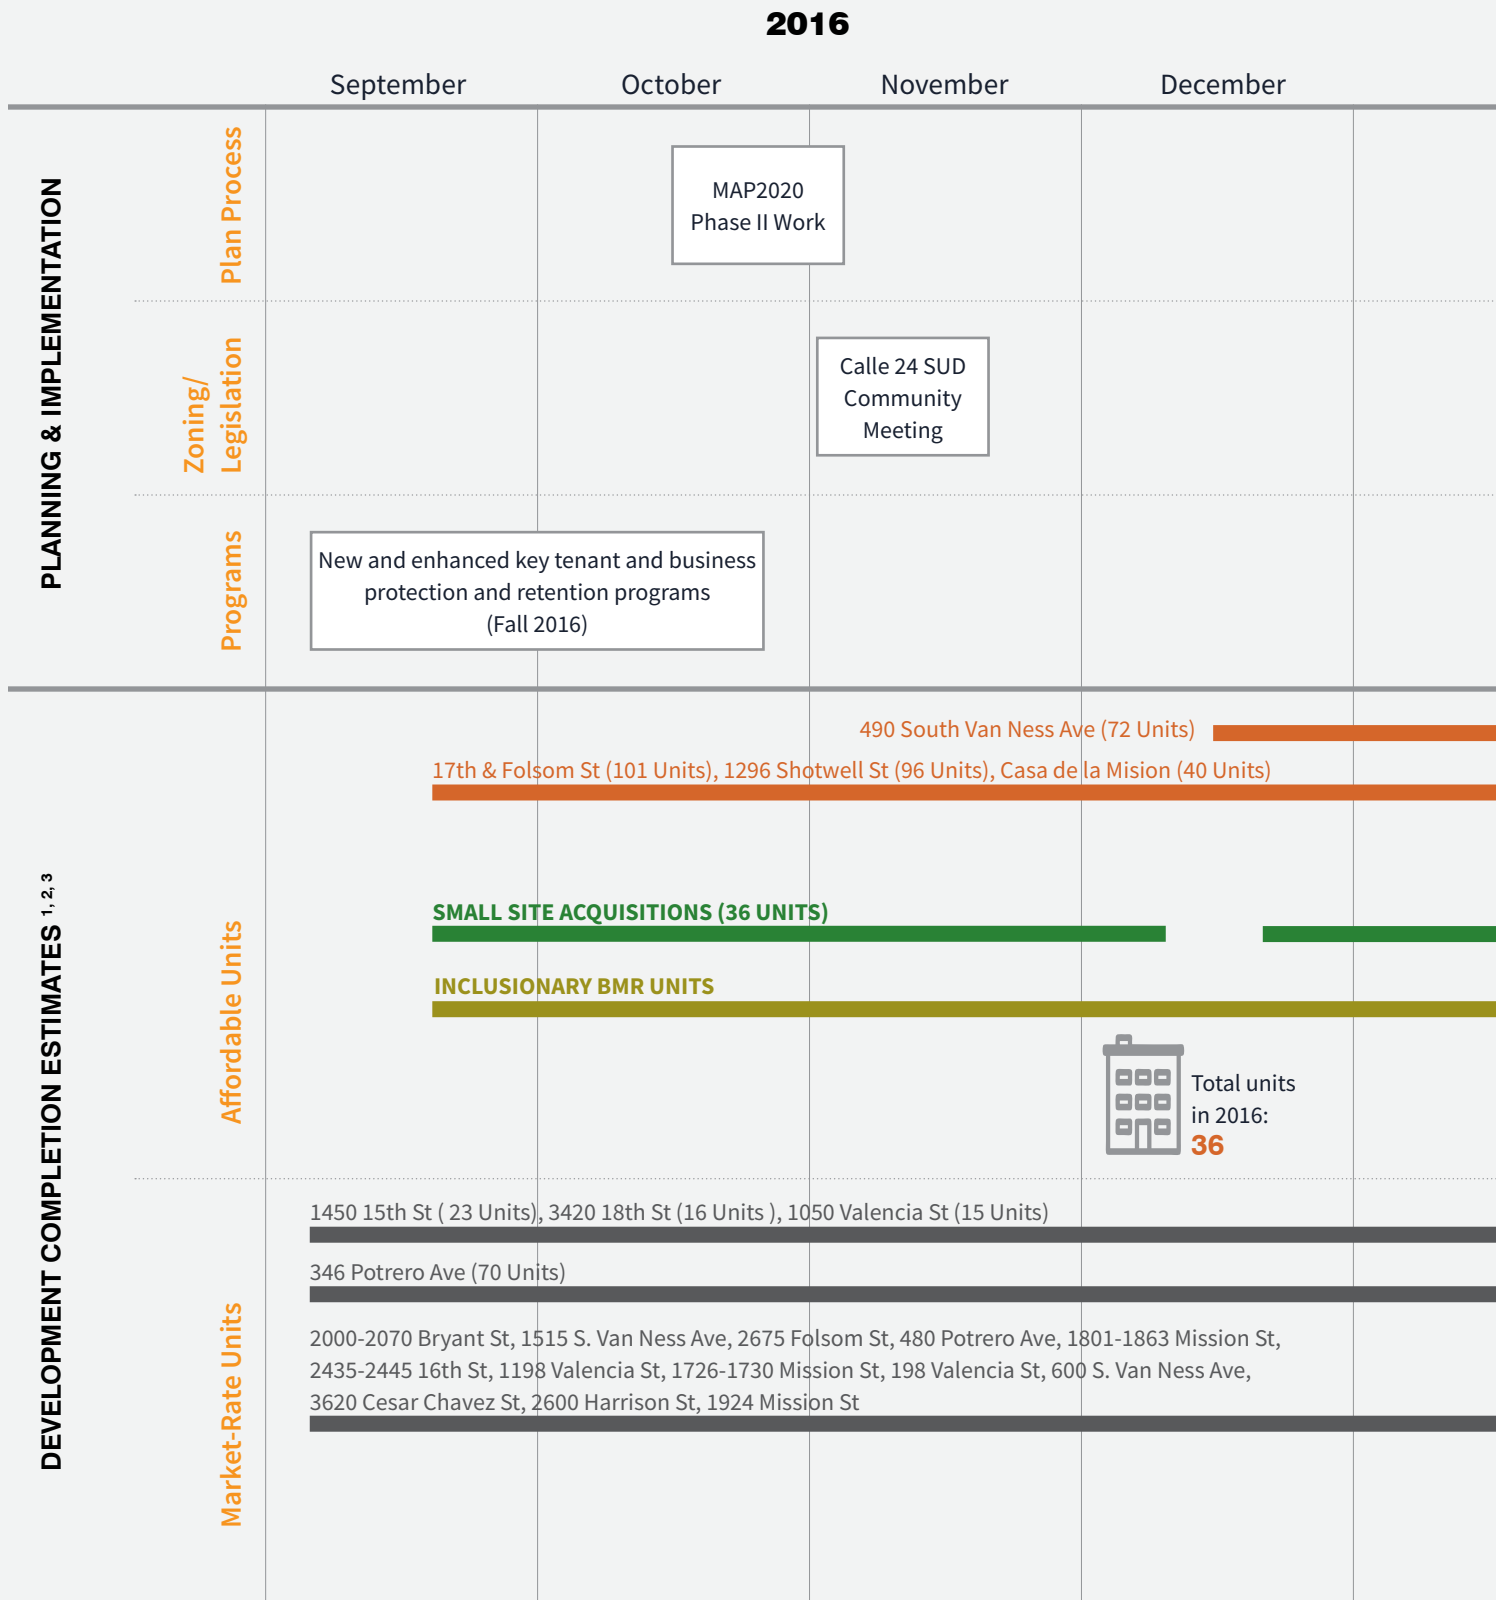 2016
September October November December
PLANNING & IMPLEMENTATION
Plan Process
MAP2020
Phase II Work
Zoning/
Legislation
Calle 24 SUD
Community
Meeting
Programs
New and enhanced key tenant and business
protection and retention programs
(Fall 2016)
DEVELOPMENT COMPLETION ESTIMATES 1, 2, 3
Affordable Units
490 South Van Ness Ave (72 Units)
17th & Folsom St (101 Units), 1296 Shotwell St (96 Units), Casa de la Mision (40 Units)
SMALL SITE ACQUISITIONS (36 UNITS)
INCLUSIONARY BMR UNITS
Total units
in 2016:
36
Market-Rate Units
1450 15th St ( 23 Units), 3420 18th St (16 Units ), 1050 Valencia St (15 Units)
346 Potrero Ave (70 Units)
2000-2070 Bryant St, 1515 S. Van Ness Ave, 2675 Folsom St, 480 Potrero Ave, 1801-1863 Mission St,
2435-2445 16th St, 1198 Valencia St, 1726-1730 Mission St, 198 Valencia St, 600 S. Van Ness Ave,
3620 Cesar Chavez St, 2600 Harrison St, 1924 Mission St